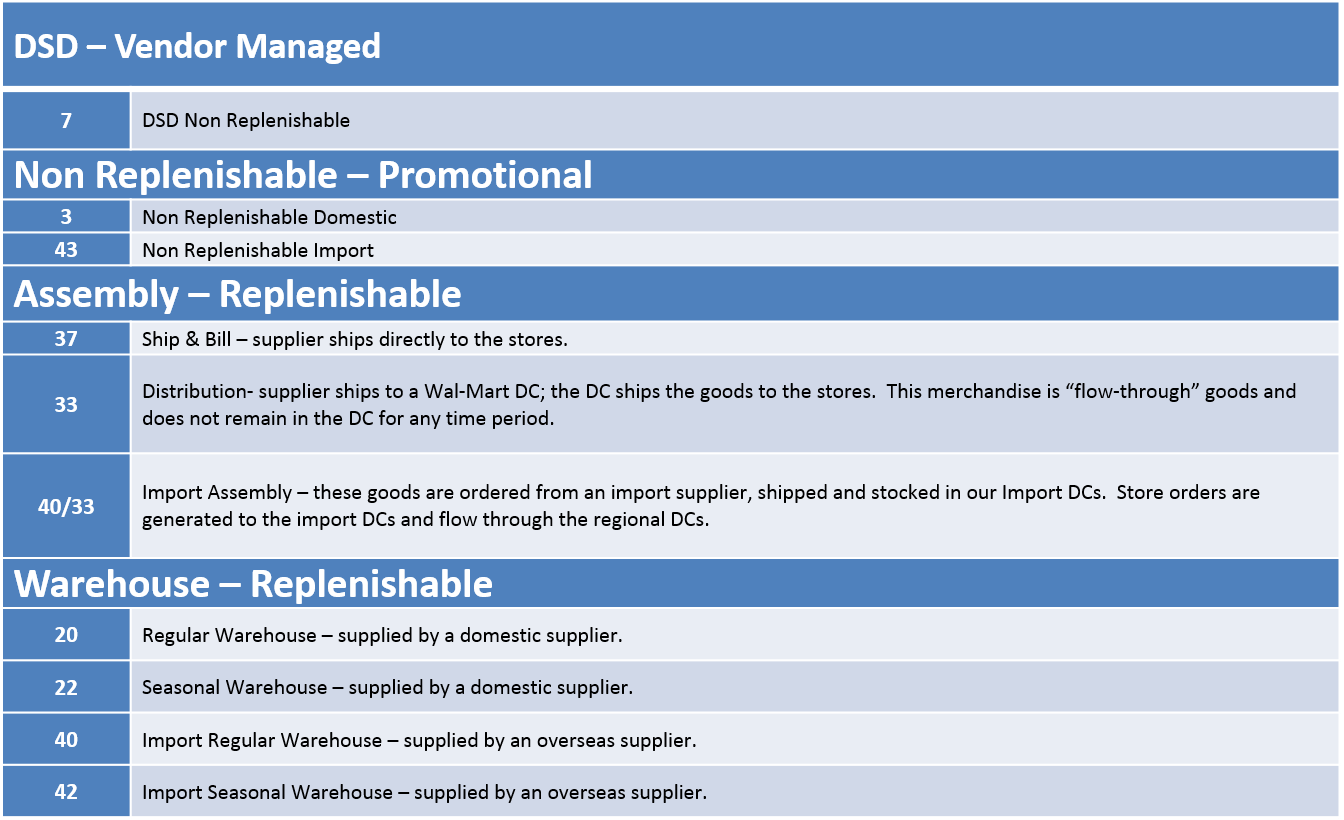 DSD – Vendor Managed
7
DSD Non Replenishable
Non Replenishable – Promotional
3
Non Replenishable Domestic
43
Non Replenishable Import
Assembly – Replenishable
37
Ship & Bill – supplier ships directly to the stores.
33
Distribution- supplier ships to a Wal-Mart DC; the DC ships the goods to the stores.  This merchandise is “flow-through” goods and
does not remain in the DC for any time period.
40/33
Import Assembly – these goods are ordered from an import supplier, shipped and stocked in our Import DCs.  Store orders are
generated to the import DCs and flow through the regional DCs.
Warehouse – Replenishable
20
Regular Warehouse – supplied by a domestic supplier.
22
Seasonal Warehouse – supplied by a domestic supplier.
40
Import Regular Warehouse – supplied by an overseas supplier.
42
Import Seasonal Warehouse – supplied by an overseas supplier.